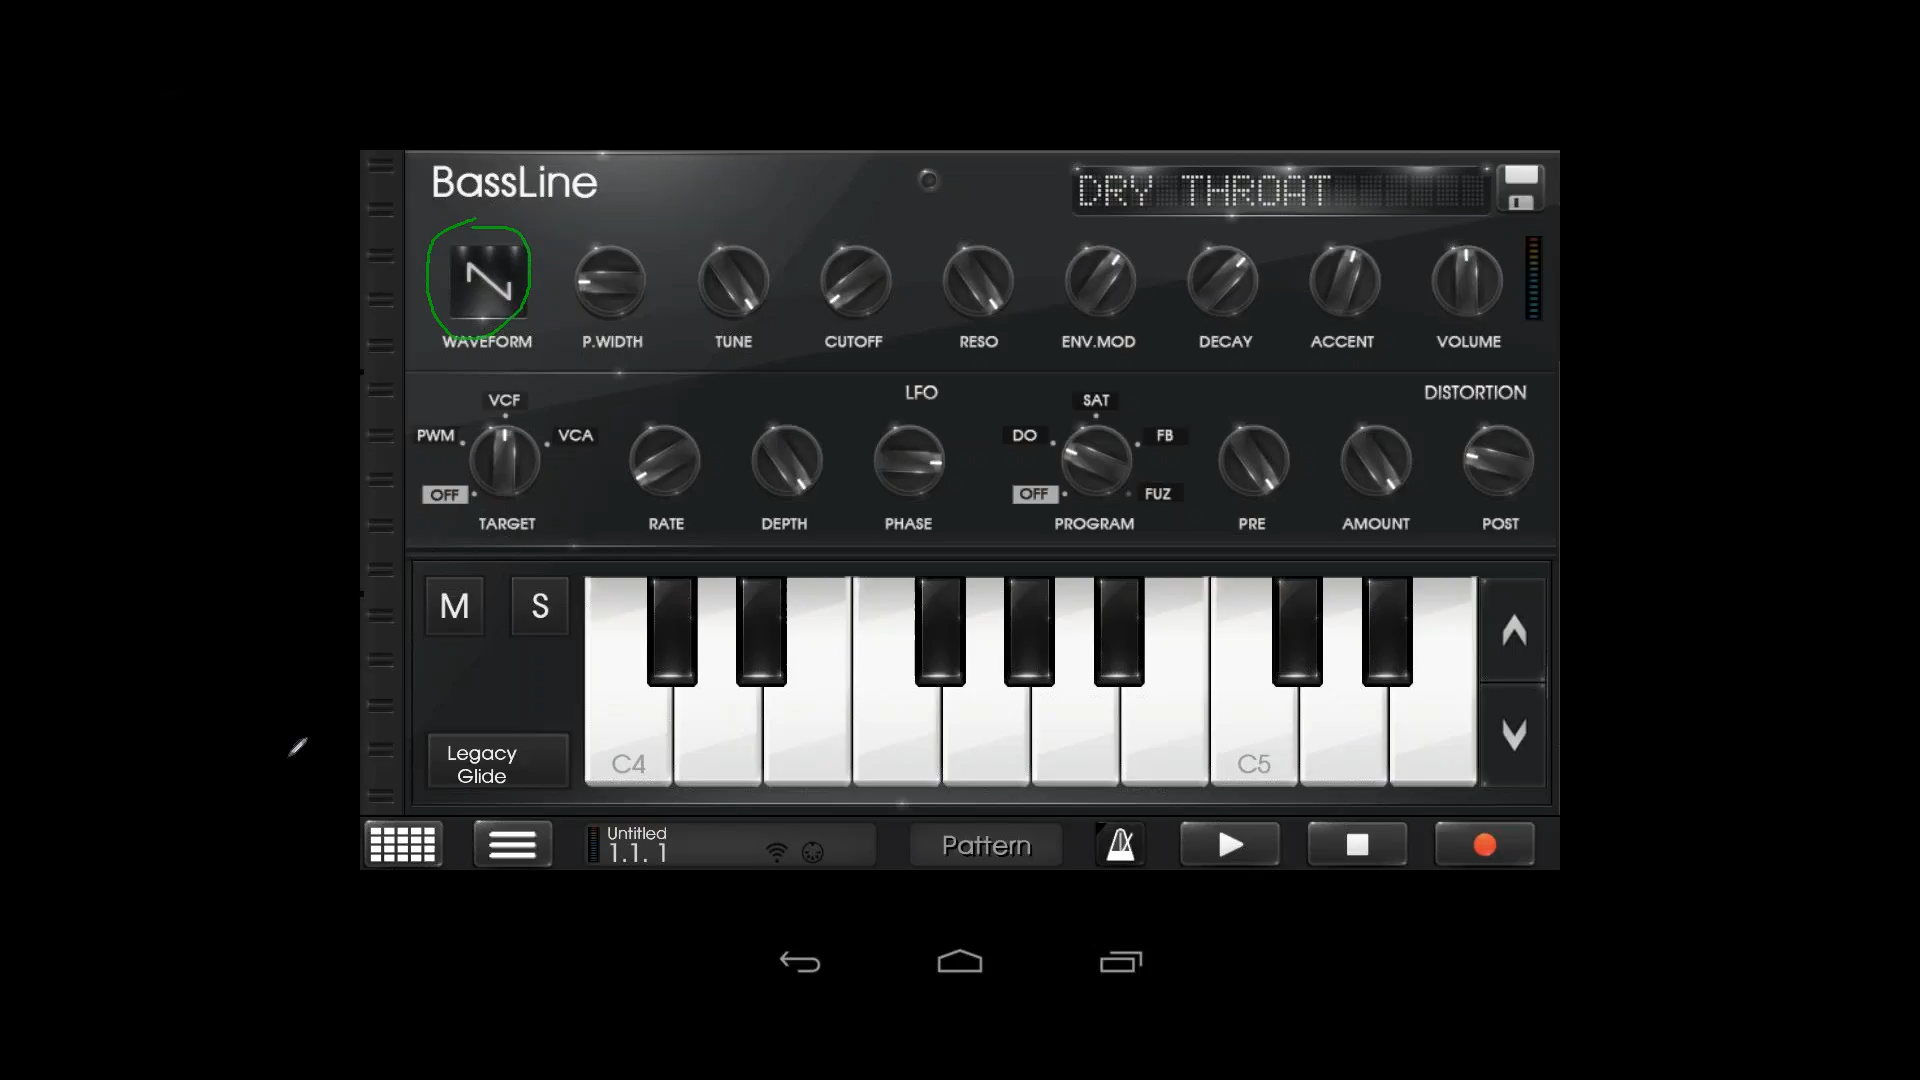 BassLine
DRY THROAT
WAVEFORM P.WIDTH TUNE CUTOFF RESO ENV.MOD DECAY ACCENT VOLUME
LFO DISTORTION
VCF SAT
PWM VCA DO FB
OFF OFF FUZ
TARGET RATE DEPTH PHASE PROGRAM PRE AMOUNT POST
M S
Legacy
Glide
C4 C5
Untitled
1.1. 1
Pattern